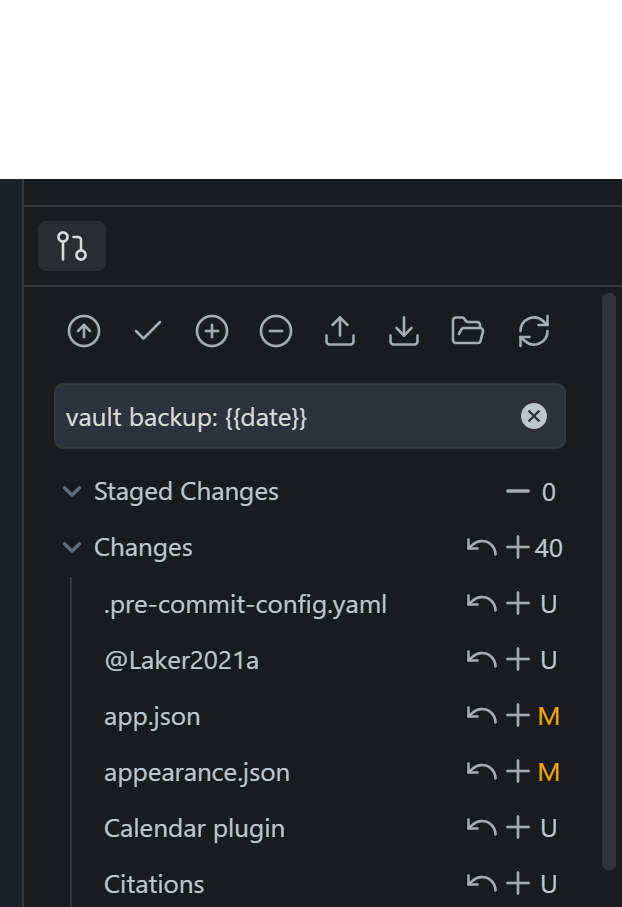 vault backup: {{date}}
Staged Changes 0
Changes 40
.pre-commit-config.yaml U
@Laker2021a U
app.json M
appearance.json M
Calendar plugin U
Citations U